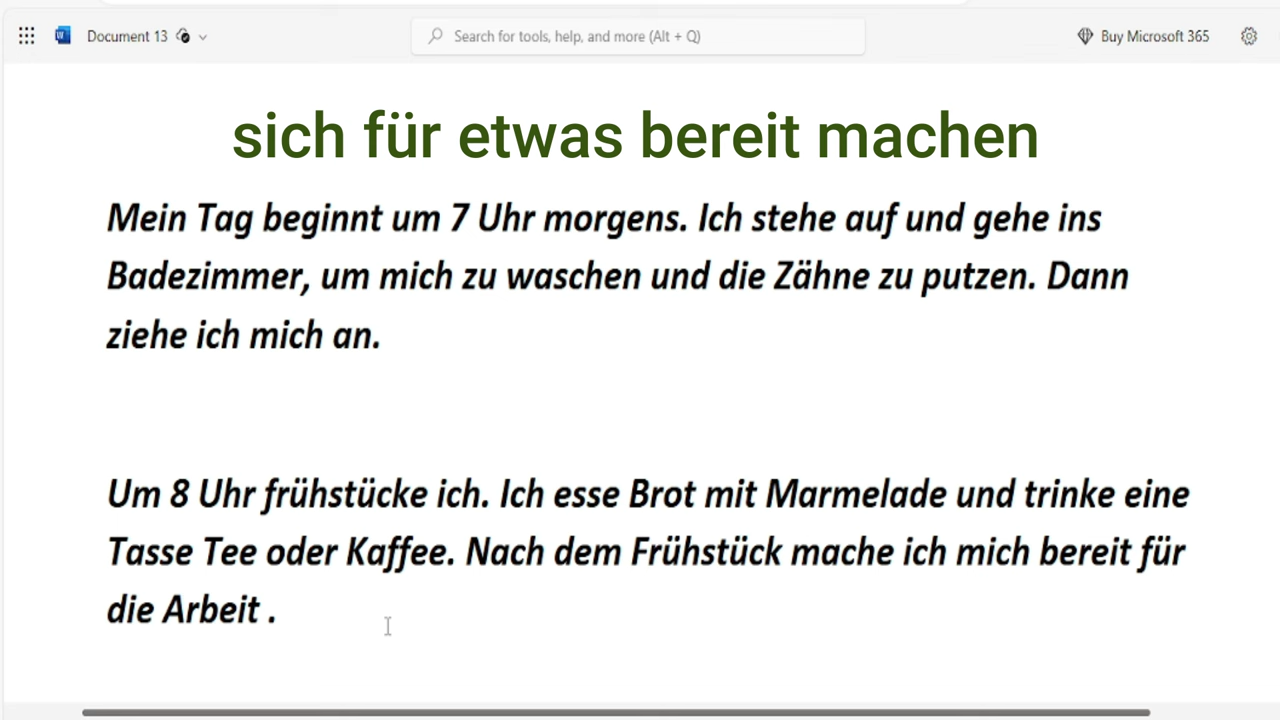 Document 13
Search for tools, help, and more (Alt + Q)
Buy Microsoft 365
sich für etwas bereit machen
Mein Tag beginnt um 7 Uhr morgens. Ich stehe auf und gehe ins
Badezimmer, um mich zu waschen und die Zähne zu putzen. Dann
ziehe ich mich an.
Um 8 Uhr frühstücke ich. Ich esse Brot mit Marmelade und trinke eine
Tasse Tee oder Kaffee. Nach dem Frühstück mache ich mich bereit für
die Arbeit .